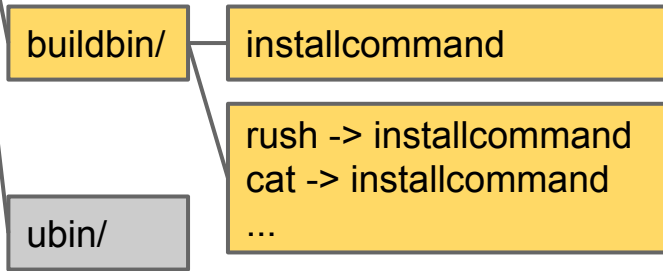 buildbin/
installcommand
rush -> installcommand
cat -> installcommand
...
ubin/